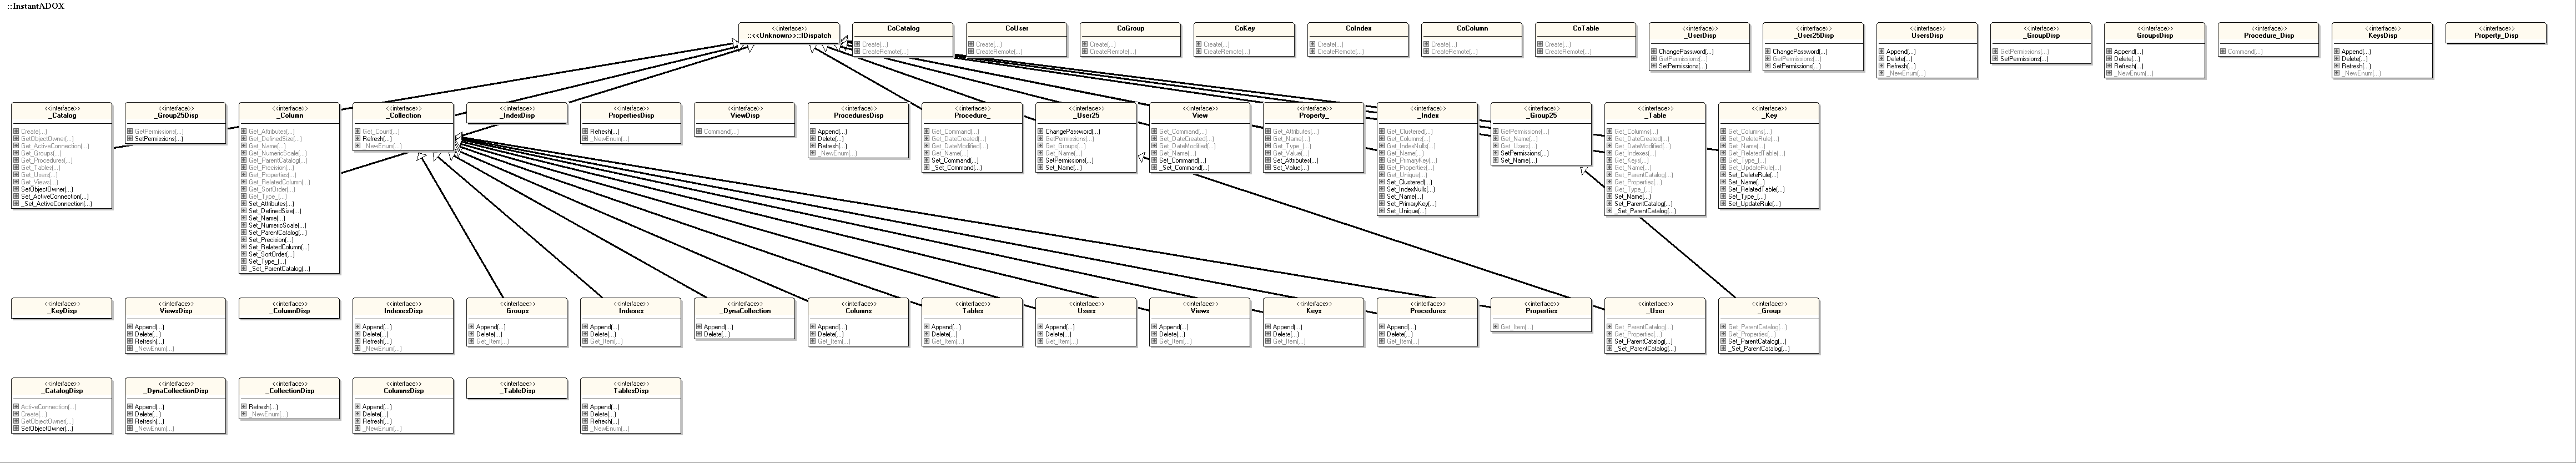 ::InstantADOX
<<interface>>
::<<Unknown>>::IDispatch
CoCatalog
Create(...)
CreateRemote(...)
CoUser
Create(...)
CreateRemote(...)
CoGroup
Create(...)
CreateRemote(...)
CoKey
Create(...)
CreateRemote(...)
CoIndex
Create(...)
CreateRemote(...)
CoColumn
Create(...)
CreateRemote(...)
CoTable
Create(...)
CreateRemote(...)
<<interface>>
_UserDisp
ChangePassword(...)
GetPermissions(...)
SetPermissions(...)
<<interface>>
_User25Disp
ChangePassword(...)
GetPermissions(...)
SetPermissions(...)
<<interface>>
UsersDisp
Append(...)
Delete(...)
Refresh(...)
_NewEnum(...)
<<interface>>
_GroupDisp
GetPermissions(...)
SetPermissions(...)
<<interface>>
GroupsDisp
Append(...)
Delete(...)
Refresh(...)
_NewEnum(...)
<<interface>>
Procedure_Disp
Command(...)
<<interface>>
KeysDisp
Append(...)
Delete(...)
Refresh(...)
_NewEnum(...)
<<interface>>
Property_Disp
<<interface>>
_Catalog
Create(...)
GetObjectOwner(...)
Get_ActiveConnection(...)
Get_Groups(...)
Get_Procedures(...)
Get_Tables(...)
Get_Users(...)
Get_Views(...)
SetObjectOwner(...)
Set_ActiveConnection(...)
_Set_ActiveConnection(...)
<<interface>>
_Group25Disp
GetPermissions(...)
SetPermissions(...)
<<interface>>
_Column
Get_Attributes(...)
Get_DefinedSize(...)
Get_Name(...)
Get_NumericScale(...)
Get_ParentCatalog(...)
Get_Precision(...)
Get_Properties(...)
Get_RelatedColumn(...)
Get_SortOrder(...)
Get_Type_(...)
Set_Attributes(...)
Set_DefinedSize(...)
Set_Name(...)
Set_NumericScale(...)
Set_ParentCatalog(...)
Set_Precision(...)
Set_RelatedColumn(...)
Set_SortOrder(...)
Set_Type_(...)
_Set_ParentCatalog(...)
<<interface>>
_Collection
Get_Count(...)
Refresh(...)
_NewEnum(...)
<<interface>>
_IndexDisp
<<interface>>
PropertiesDisp
Refresh(...)
_NewEnum(...)
<<interface>>
ViewDisp
Command(...)
<<interface>>
ProceduresDisp
Append(...)
Delete(...)
Refresh(...)
_NewEnum(...)
<<interface>>
Procedure_
Get_Command(...)
Get_DateCreated(...)
Get_DateModified(...)
Get_Name(...)
Set_Command(...)
_Set_Command(...)
<<interface>>
_User25
ChangePassword(...)
GetPermissions(...)
Get_Groups(...)
Get_Name(...)
SetPermissions(...)
Set_Name(...)
<<interface>>
View
Get_Command(...)
Get_DateCreated(...)
Get_DateModified(...)
Get_Name(...)
Set_Command(...)
_Set_Command(...)
<<interface>>
Property_
Get_Attributes(...)
Get_Name(...)
Get_Type_(...)
Get_Value(...)
Set_Attributes(...)
Set_Value(...)
<<interface>>
_Index
Get_Clustered(...)
Get_Columns(...)
Get_IndexNulls(...)
Get_Name(...)
Get_PrimaryKey(...)
Get_Properties(...)
Get_Unique(...)
Set_Clustered(...)
Set_IndexNulls(...)
Set_Name(...)
Set_PrimaryKey(...)
Set_Unique(...)
<<interface>>
_Group25
GetPermissions(...)
Get_Name(...)
Get_Users(...)
SetPermissions(...)
Set_Name(...)
<<interface>>
_Table
Get_Columns(...)
Get_DateCreated(...)
Get_DateModified(...)
Get_Indexes(...)
Get_Keys(...)
Get_Name(...)
Get_ParentCatalog(...)
Get_Properties(...)
Get_Type_(...)
Set_Name(...)
Set_ParentCatalog(...)
_Set_ParentCatalog(...)
<<interface>>
_Key
Get_Columns(...)
Get_DeleteRule(...)
Get_Name(...)
Get_RelatedTable(...)
Get_Type_(...)
Get_UpdateRule(...)
Set_DeleteRule(...)
Set_Name(...)
Set_RelatedTable(...)
Set_Type_(...)
Set_UpdateRule(...)
<<interface>>
_KeyDisp
<<interface>>
ViewsDisp
Append(...)
Delete(...)
Refresh(...)
_NewEnum(...)
<<interface>>
_ColumnDisp
<<interface>>
IndexesDisp
Append(...)
Delete(...)
Refresh(...)
_NewEnum(...)
<<interface>>
Groups
Append(...)
Delete(...)
Get_Item(...)
<<interface>>
Indexes
Append(...)
Delete(...)
Get_Item(...)
<<interface>>
_DynaCollection
Append(...)
Delete(...)
<<interface>>
Columns
Append(...)
Delete(...)
Get_Item(...)
<<interface>>
Tables
Append(...)
Delete(...)
Get_Item(...)
<<interface>>
Users
Append(...)
Delete(...)
Get_Item(...)
<<interface>>
Views
Append(...)
Delete(...)
Get_Item(...)
<<interface>>
Keys
Append(...)
Delete(...)
Get_Item(...)
<<interface>>
Procedures
Append(...)
Delete(...)
Get_Item(...)
<<interface>>
Properties
Get_Item(...)
<<interface>>
_User
Get_ParentCatalog(...)
Get_Properties(...)
Set_ParentCatalog(...)
_Set_ParentCatalog(...)
<<interface>>
_Group
Get_ParentCatalog(...)
Get_Properties(...)
Set_ParentCatalog(...)
_Set_ParentCatalog(...)
<<interface>>
_CatalogDisp
ActiveConnection(...)
Create(...)
GetObjectOwner(...)
SetObjectOwner(...)
<<interface>>
_DynaCollectionDisp
Append(...)
Delete(...)
Refresh(...)
_NewEnum(...)
<<interface>>
_CollectionDisp
Refresh(...)
_NewEnum(...)
<<interface>>
ColumnsDisp
Append(...)
Delete(...)
Refresh(...)
_NewEnum(...)
<<interface>>
_TableDisp
<<interface>>
TablesDisp
Append(...)
Delete(...)
Refresh(...)
_NewEnum(...)